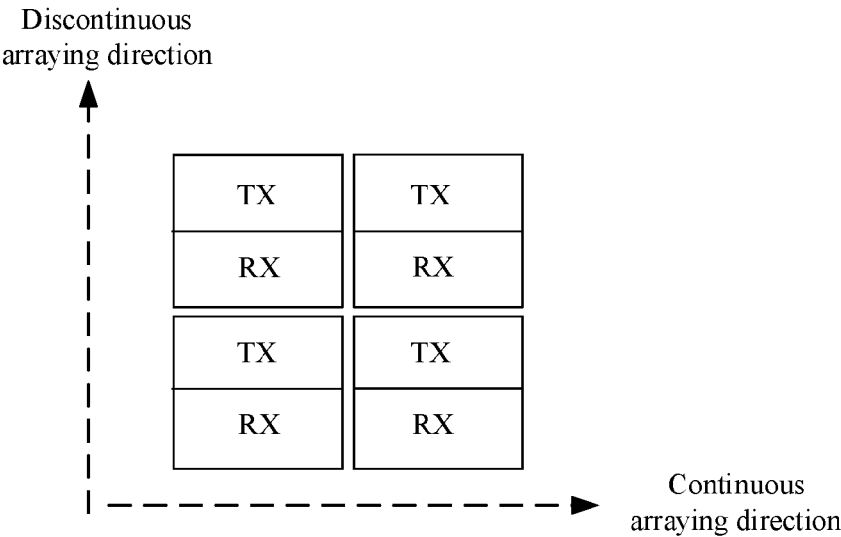 Discontinuous
arraying direction
TX TX
RX RX
TX TX
RX RX
Continuous
arraying direction